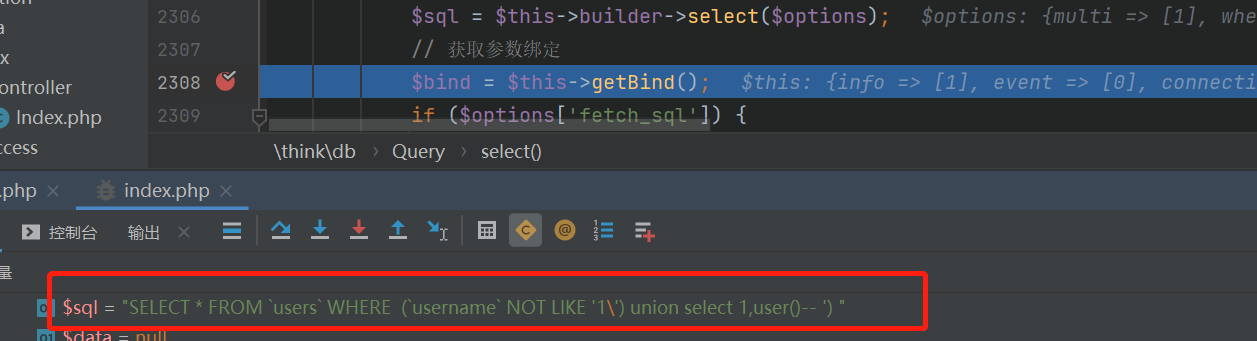 2306 $sql = $this->builder->select($options); $options: {multi => [1], whe
2307 // 获取参数绑定
2308 $bind = $this->getBind(); $this: {info => [1], event => [0], connecti
2309 if ($options['fetch_sql']) {
tion
a
x
ontroller
Index.php
ccess
\think\db › Query › select()
.php × index.php ×
控制台 输出 ×
量
$sql = "SELECT * FROM `users` WHERE  (`username` NOT LIKE '1\') union select 1,user()-- ') "
$data = null